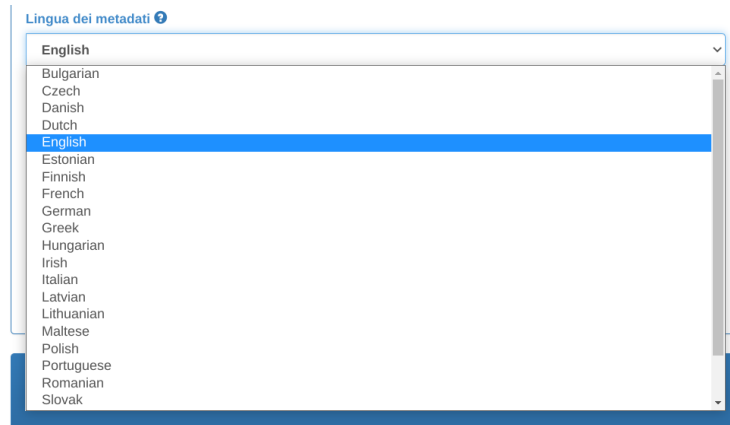 Lingua dei metadati ?
English
Bulgarian
Czech
Danish
Dutch
English
Estonian
Finnish
French
German
Greek
Hungarian
Irish
Italian
Latvian
Lithuanian
Maltese
Polish
Portuguese
Romanian
Slovak